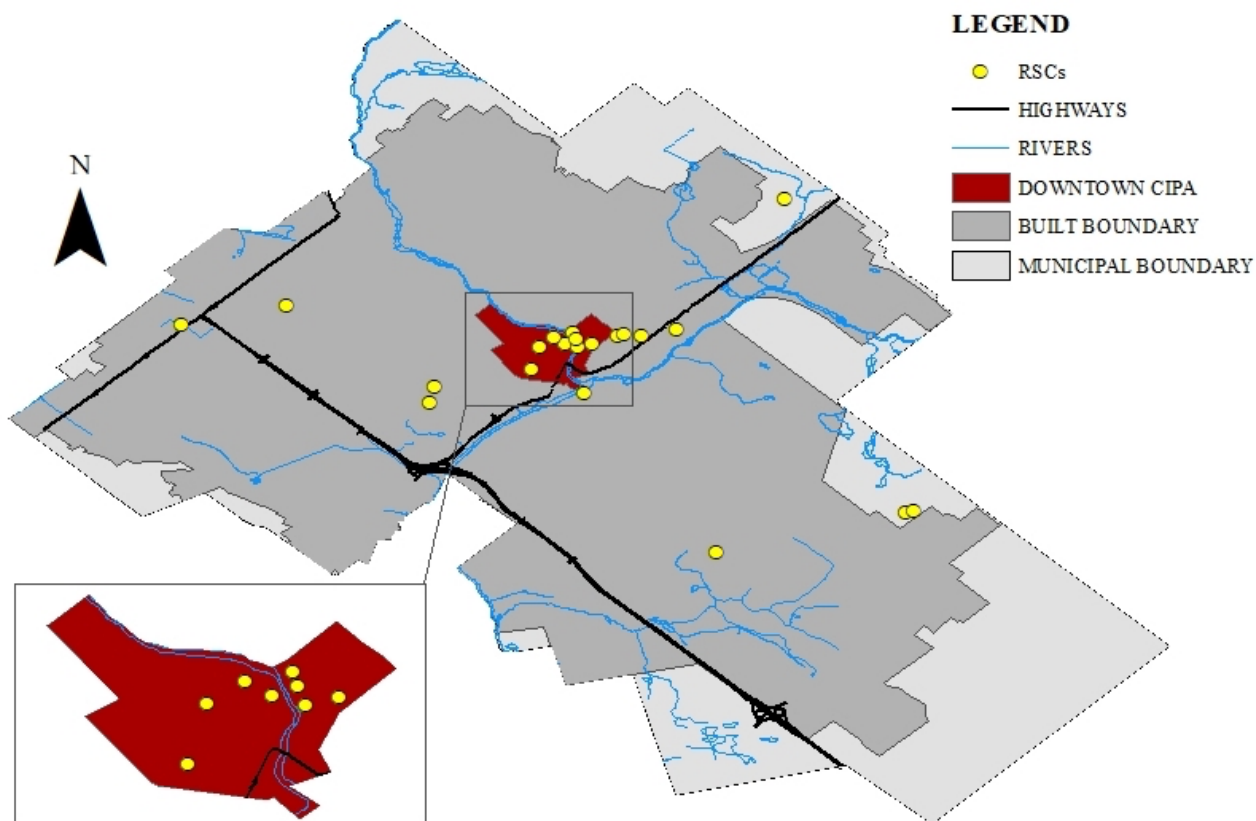 LEGEND
RSCs
HIGHWAYS
RIVERS
DOWNTOWN CIPA
BUILT BOUNDARY
MUNICIPAL BOUNDARY
N